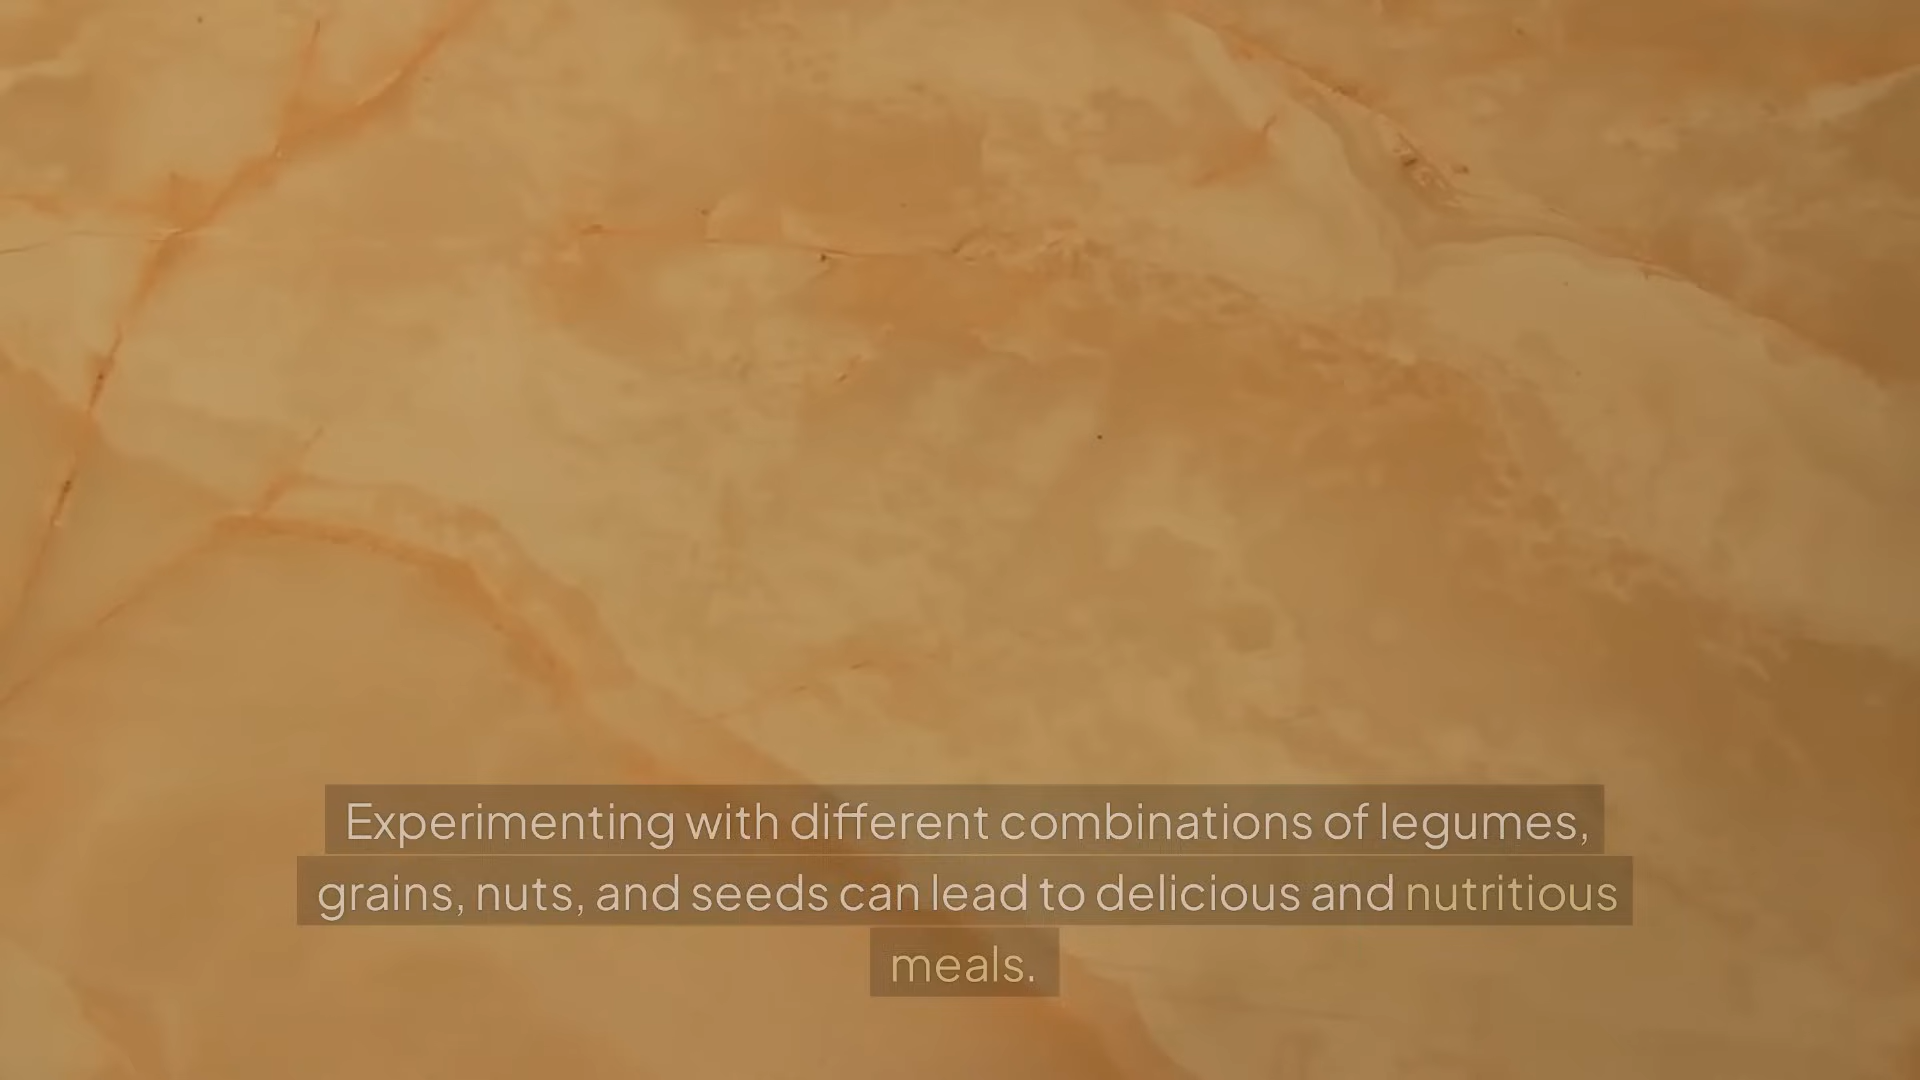 Experimenting with different combinations of legumes,
grains, nuts, and seeds can lead to delicious and nutritious
meals.